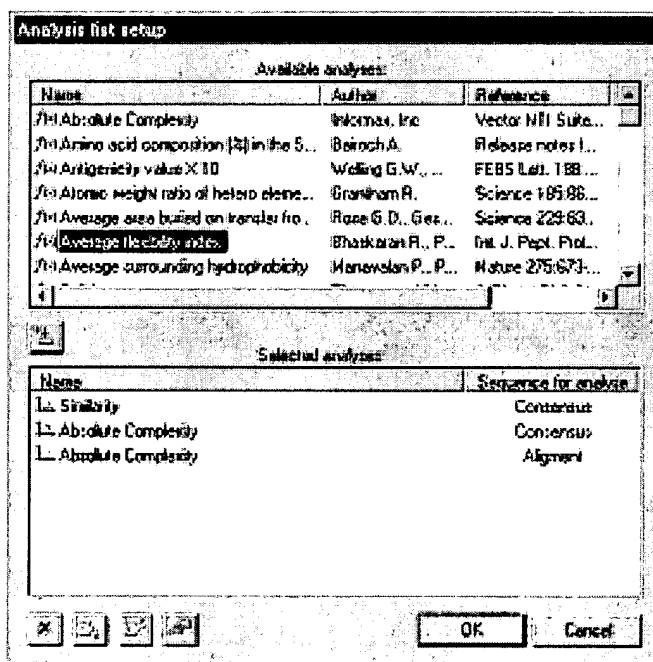 Analysis list setup
Available analyses:
Name Author Reference
f(x) Absolute Complexity Informax, Inc Vector NTI Suite...
f(x) Amino acid composition (%) in the S... Bairoch A. Release notes f...
f(x) Antigenicity value X 10 Welling G.W., ... FEBS Lett. 188:...
f(x) Atomic weight ratio of hetero eleme... Grantham R. Science 185:86...
f(x) Average area buried on transfer fro... Rose G.D., Ges... Science 229:83...
f(x) Average flexibility index Bhaskaran R., P... Int. J. Pept. Prot...
f(x) Average surrounding hydrophobicity Manavalan P., P... Nature 275:673-...
Selected analyses:
Name Sequence for analysis
Similarity Consensus
Absolute Complexity Consensus
Absolute Complexity Aligment
OK Cancel